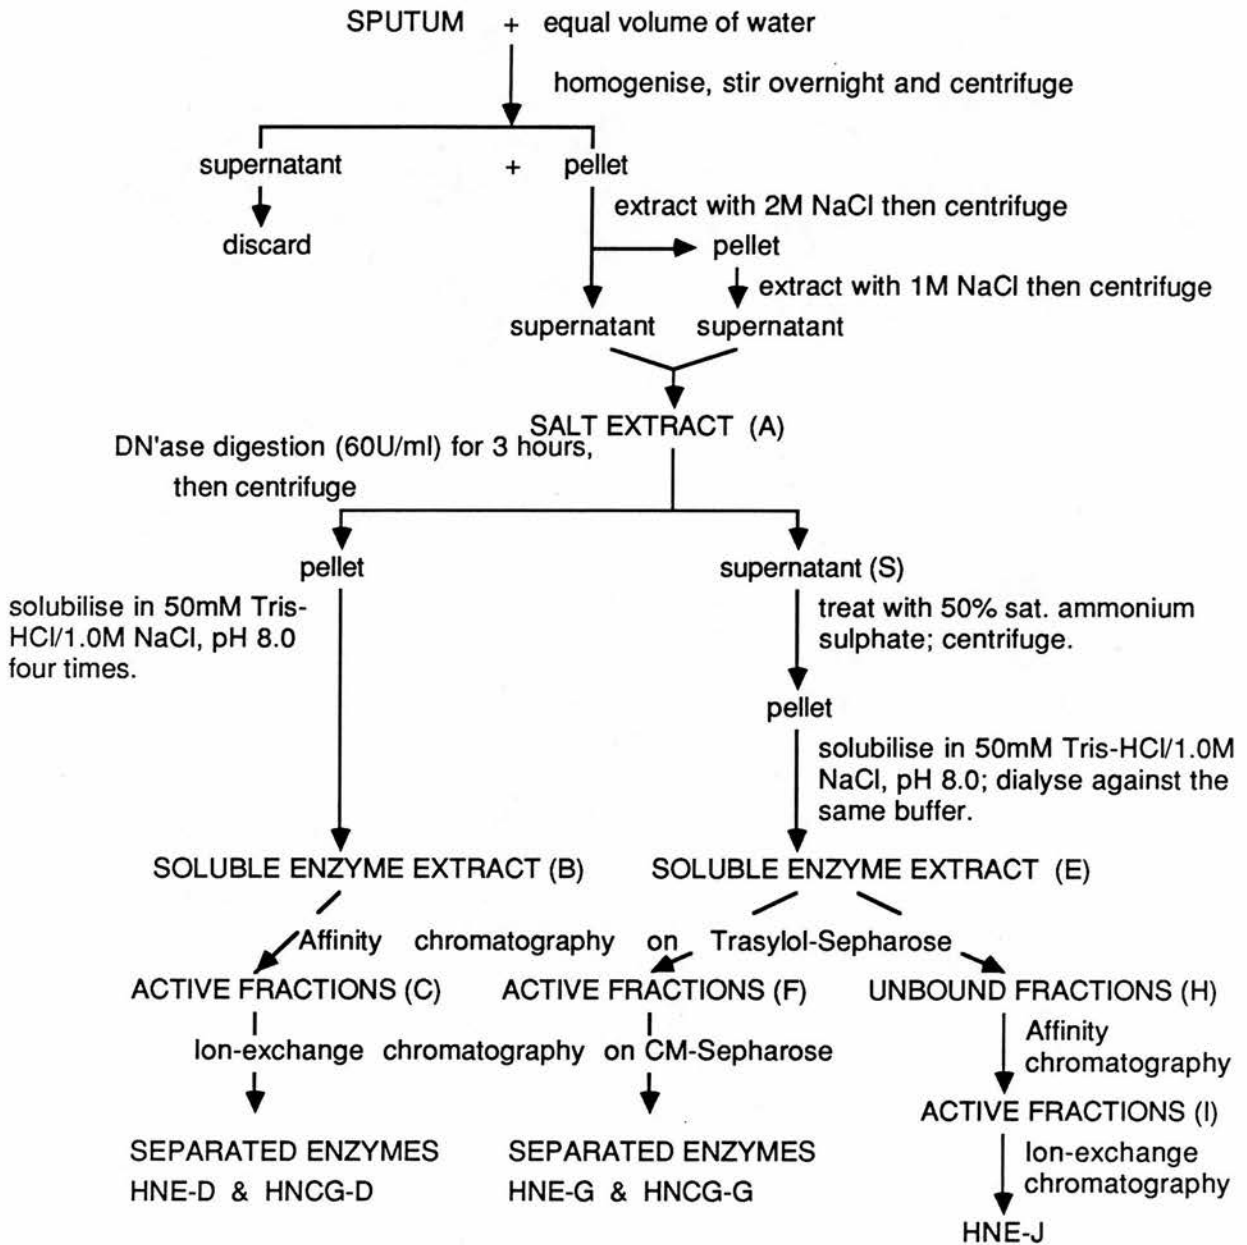 SPUTUM + equal volume of water
homogenise, stir overnight and centrifuge
supernatant + pellet
extract with 2M NaCl then centrifuge
discard
pellet
extract with 1M NaCl then centrifuge
supernatant supernatant
SALT EXTRACT (A)
DN'ase digestion (60U/ml) for 3 hours,
then centrifuge
pellet
supernatant (S)
solubilise in 50mM Tris-
HCl/1.0M NaCl, pH 8.0
four times.
treat with 50% sat. ammonium
sulphate; centrifuge.
pellet
solubilise in 50mM Tris-HCl/1.0M
NaCl, pH 8.0; dialyse against the
same buffer.
SOLUBLE ENZYME EXTRACT (B)
SOLUBLE ENZYME EXTRACT (E)
Affinity chromatography on Trasylol-Sepharose
ACTIVE FRACTIONS (C)
ACTIVE FRACTIONS (F)
UNBOUND FRACTIONS (H)
Ion-exchange chromatography on CM-Sepharose
Affinity
chromatography
ACTIVE FRACTIONS (I)
SEPARATED ENZYMES
HNE-D & HNCG-D
SEPARATED ENZYMES
HNE-G & HNCG-G
Ion-exchange
chromatography
HNE-J